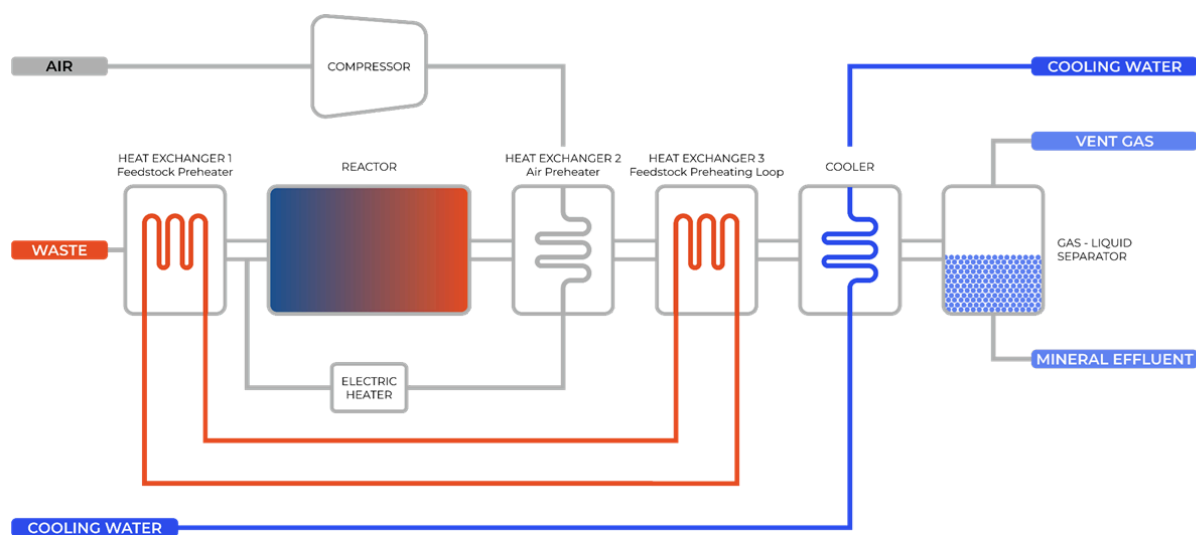 AIR
COMPRESSOR
COOLING WATER
VENT GAS
HEAT EXCHANGER 1
Feedstock Preheater
REACTOR
HEAT EXCHANGER 2
Air Preheater
HEAT EXCHANGER 3
Feedstock Preheating Loop
COOLER
WASTE
GAS - LIQUID
SEPARATOR
ELECTRIC
HEATER
MINERAL EFFLUENT
COOLING WATER